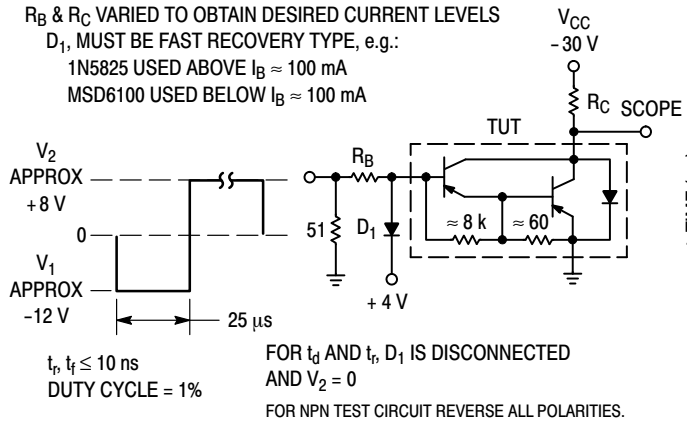 R_B & R_C VARIED TO OBTAIN DESIRED CURRENT LEVELS
D_1, MUST BE FAST RECOVERY TYPE, e.g.:
1N5825 USED ABOVE I_B ≈ 100 mA
MSD6100 USED BELOW I_B ≈ 100 mA
V_CC
−30 V
R_C SCOPE
TUT
V_2
APPROX
+8 V
0
V_1
APPROX
−12 V
25 μs
R_B
51
D_1
+ 4 V
≈ 8 k
≈ 60
t_r, t_f ≤ 10 ns
DUTY CYCLE = 1%
FOR t_d AND t_r, D_1 IS DISCONNECTED
AND V_2 = 0
FOR NPN TEST CIRCUIT REVERSE ALL POLARITIES.